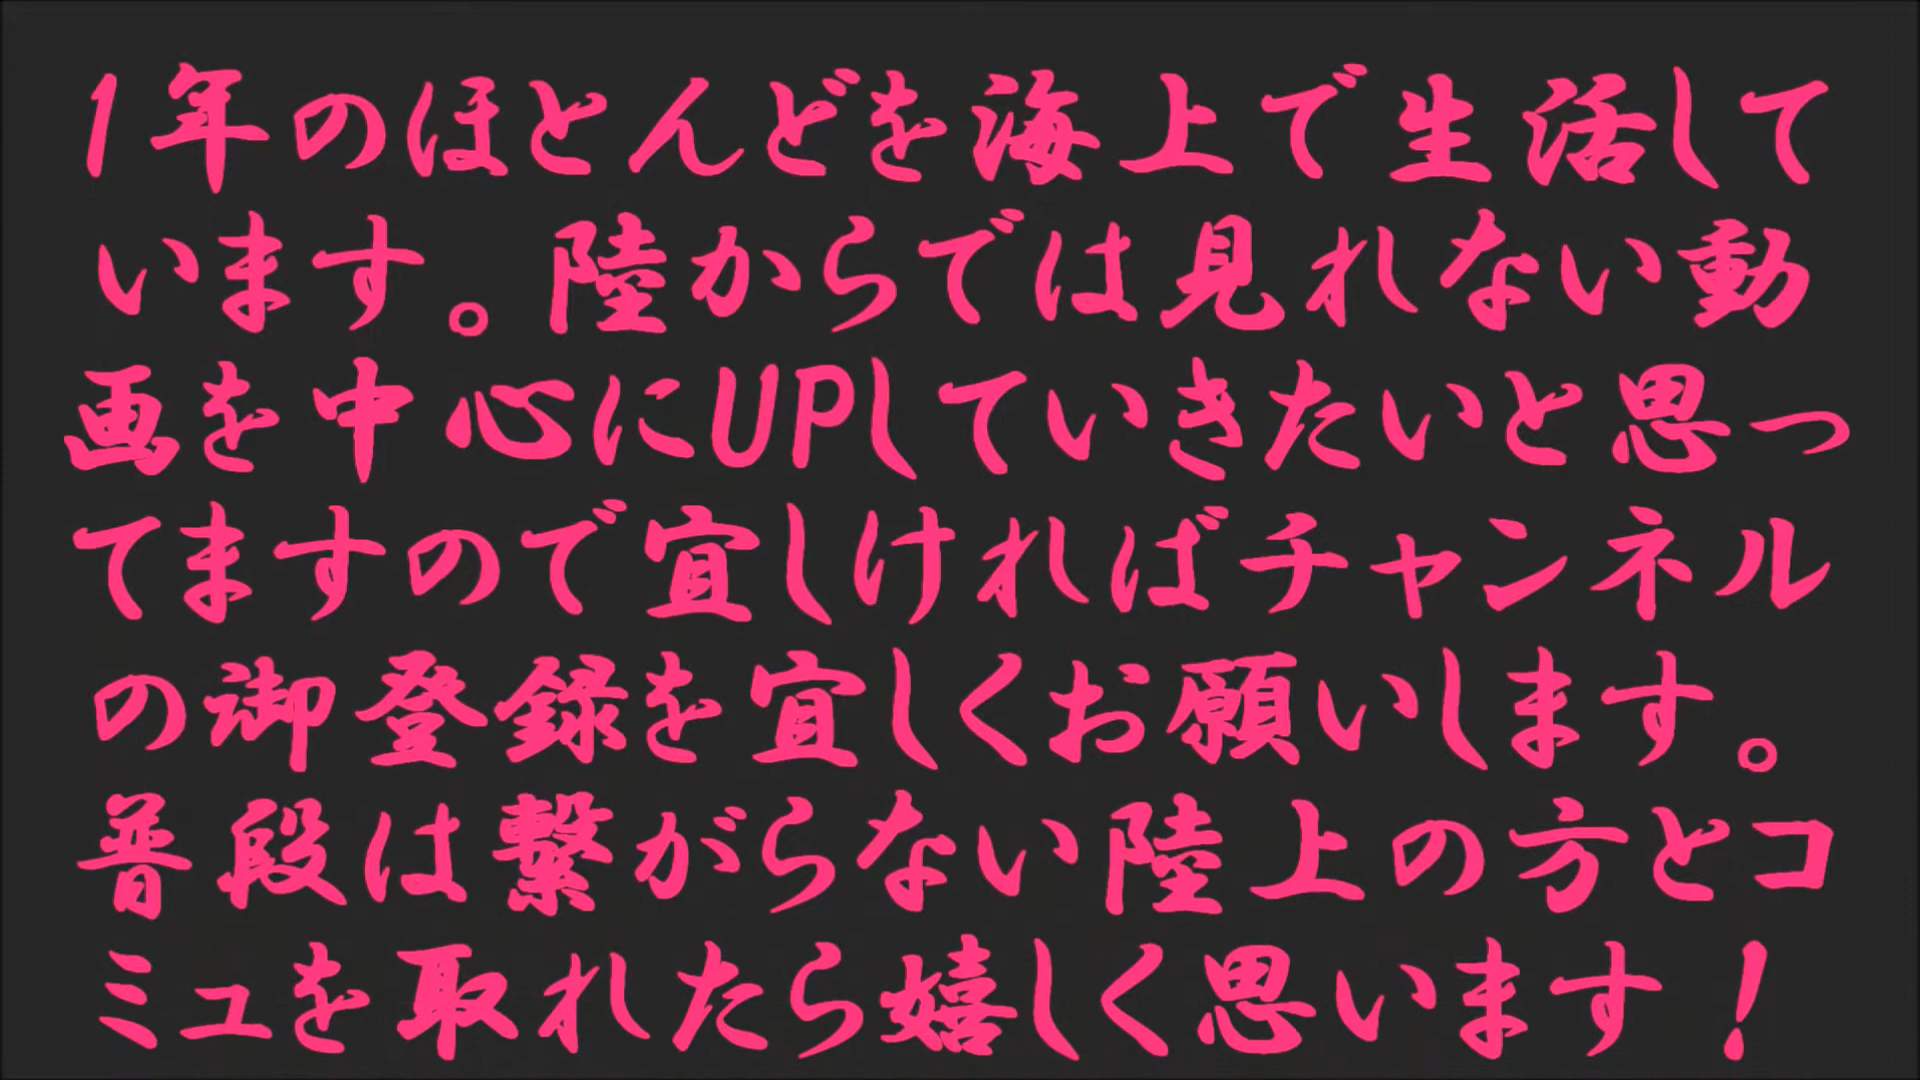 1年のほとんどを海上で生活して
います。陸からでは見れない動
画を中心にUPしていきたいと思っ
てますので宜しければチャンネル
の御登録を宜しくお願いします。
普段は繋がらない陸上の方とコ
ミュを取れたら嬉しく思います！